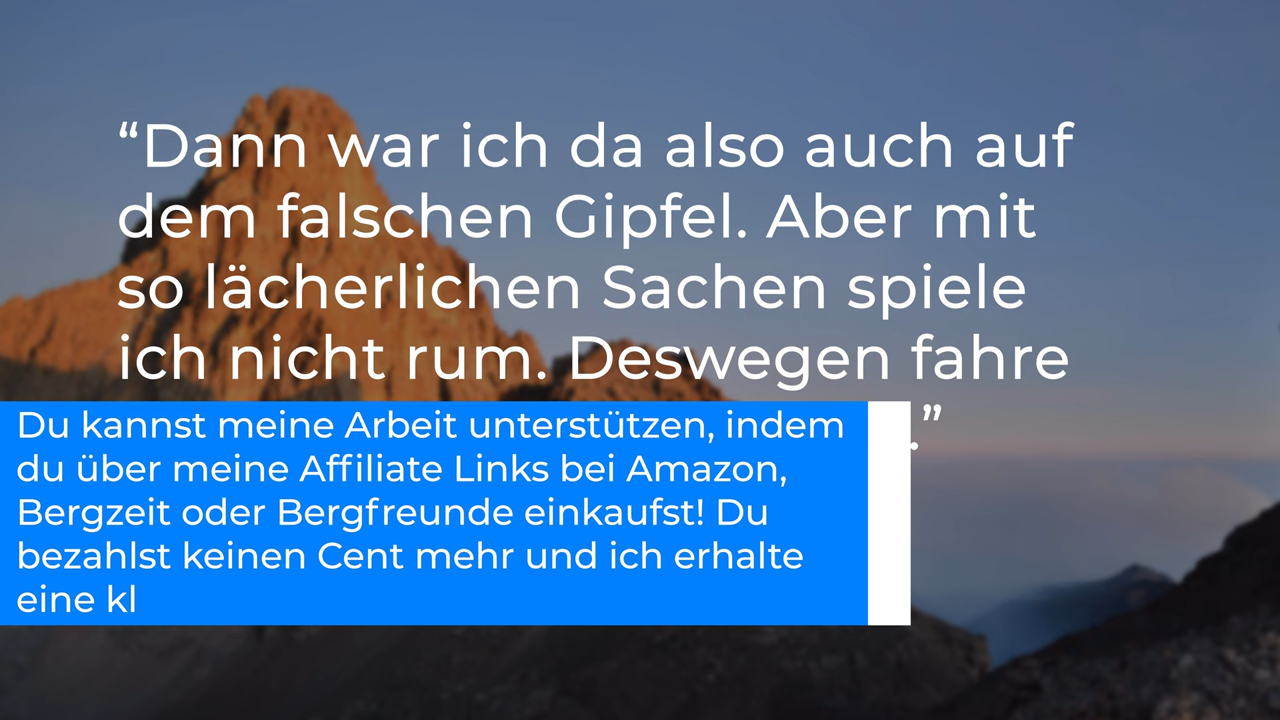 “Dann war ich da also auch auf
dem falschen Gipfel. Aber mit
so lächerlichen Sachen spiele
ich nicht rum. Deswegen fahre
.”
Du kannst meine Arbeit unterstützen, indem
du über meine Affiliate Links bei Amazon,
Bergzeit oder Bergfreunde einkaufst! Du
bezahlst keinen Cent mehr und ich erhalte
eine kl